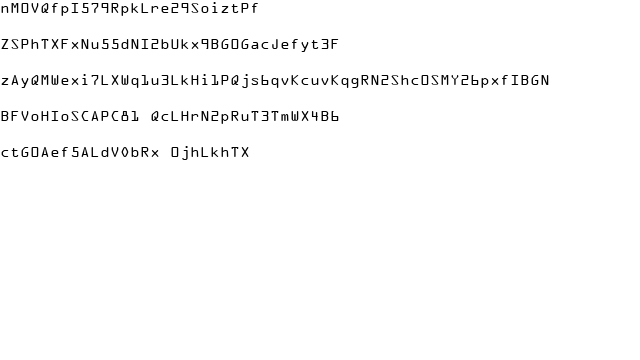 nMOVQfpI579RpkLre29SoiztPf
ZSPhTXFxNu55dNI2bUkx9BGOGacJefyt3F
zAyQMWexi7LXWq1u3LkHi1PQjs6qvKcuvKqgRN2ShcOSMY26pxfIBGN
BFVoHIoSCAPC81 QcLHrN2pRuT3TmWX4B6
ctGOAef5ALdV0bRx OjhLkhTX